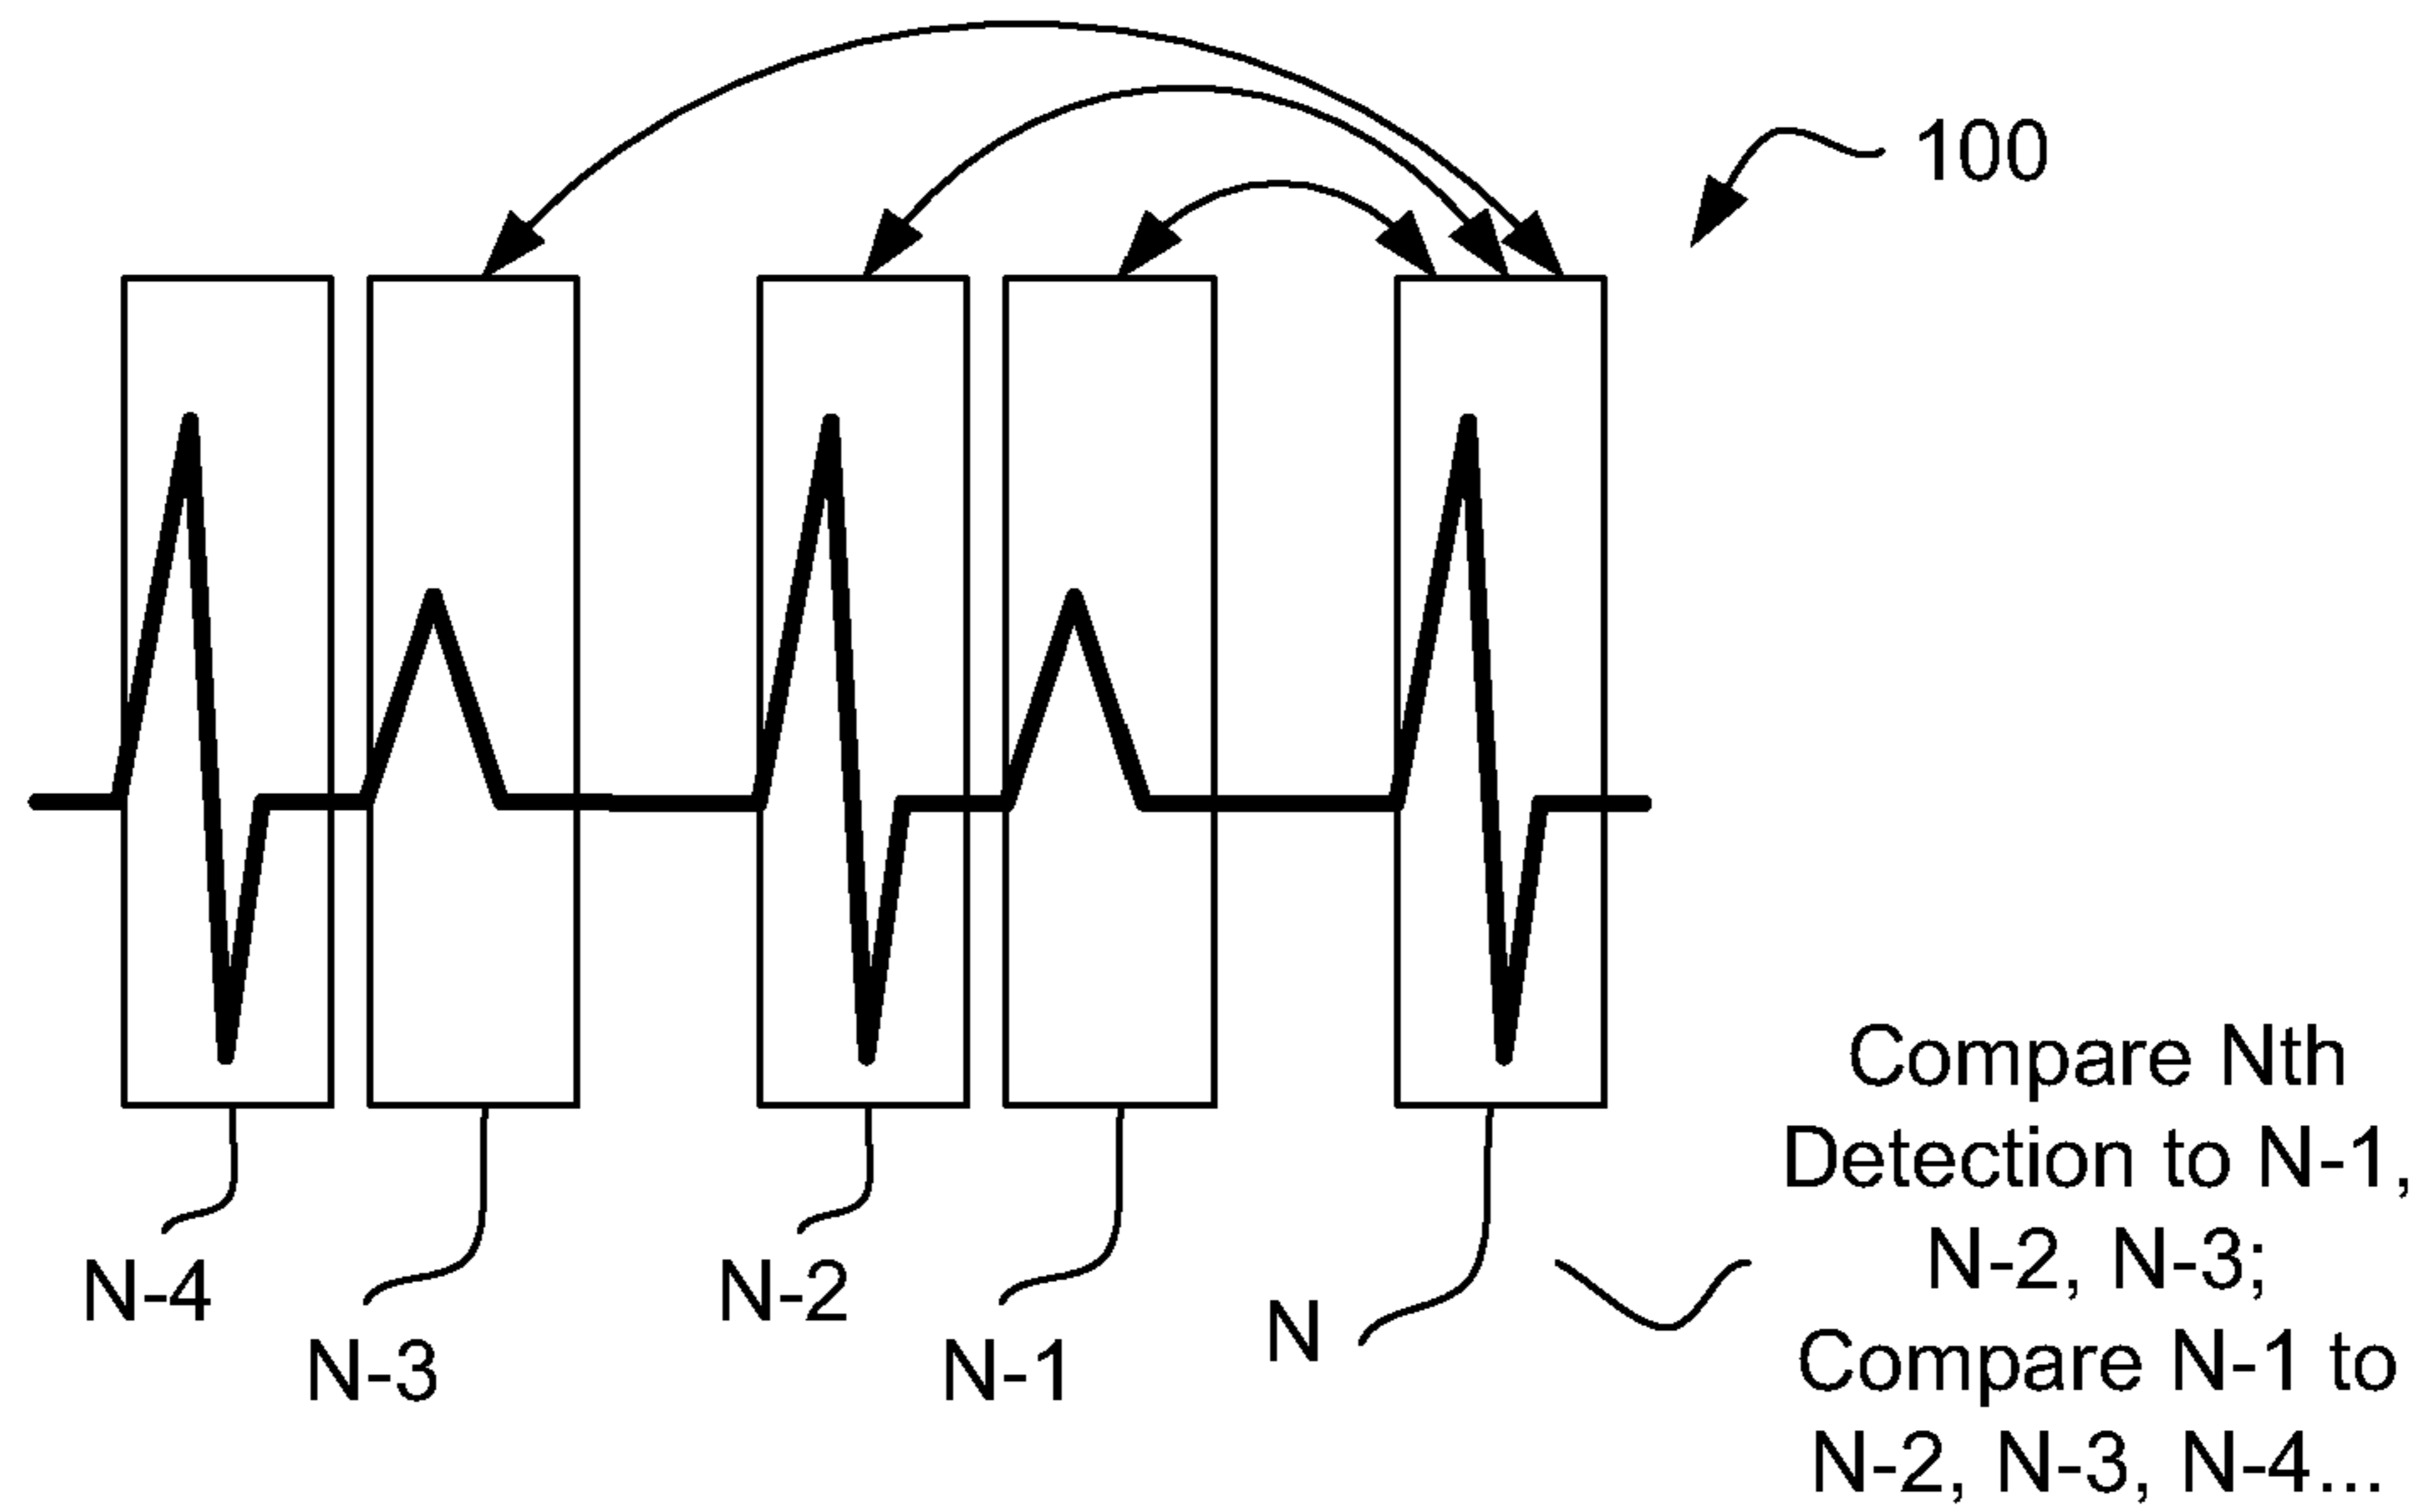 100
N-4
N-3
N-2
N-1
N
Compare Nth
Detection to N-1,
N-2, N-3;
Compare N-1 to
N-2, N-3, N-4...